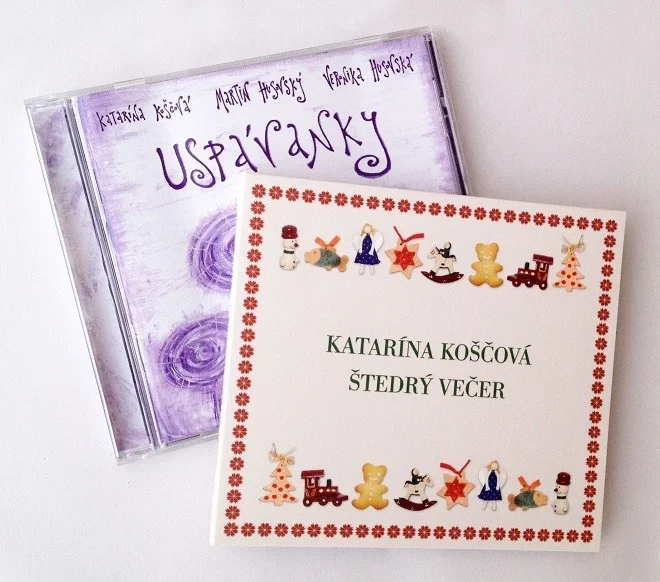 Katarína Koščová Martin Husovský Veronika Husovská
Uspávanky
KATARÍNA KOŠČOVÁ
ŠTEDRÝ VEČER